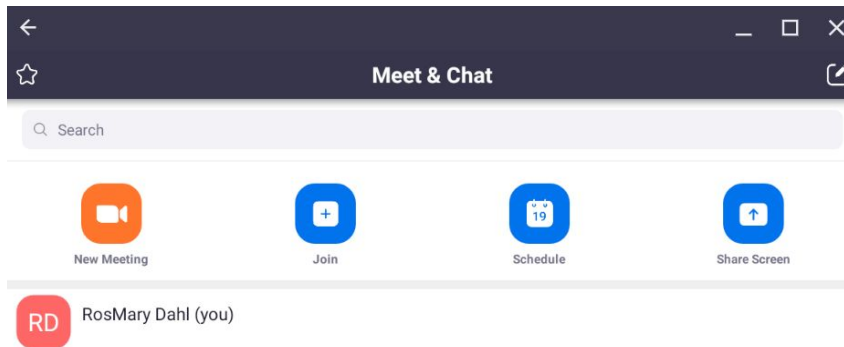 Meet & Chat
Search
19
New Meeting Join Schedule Share Screen
RD RosMary Dahl (you)